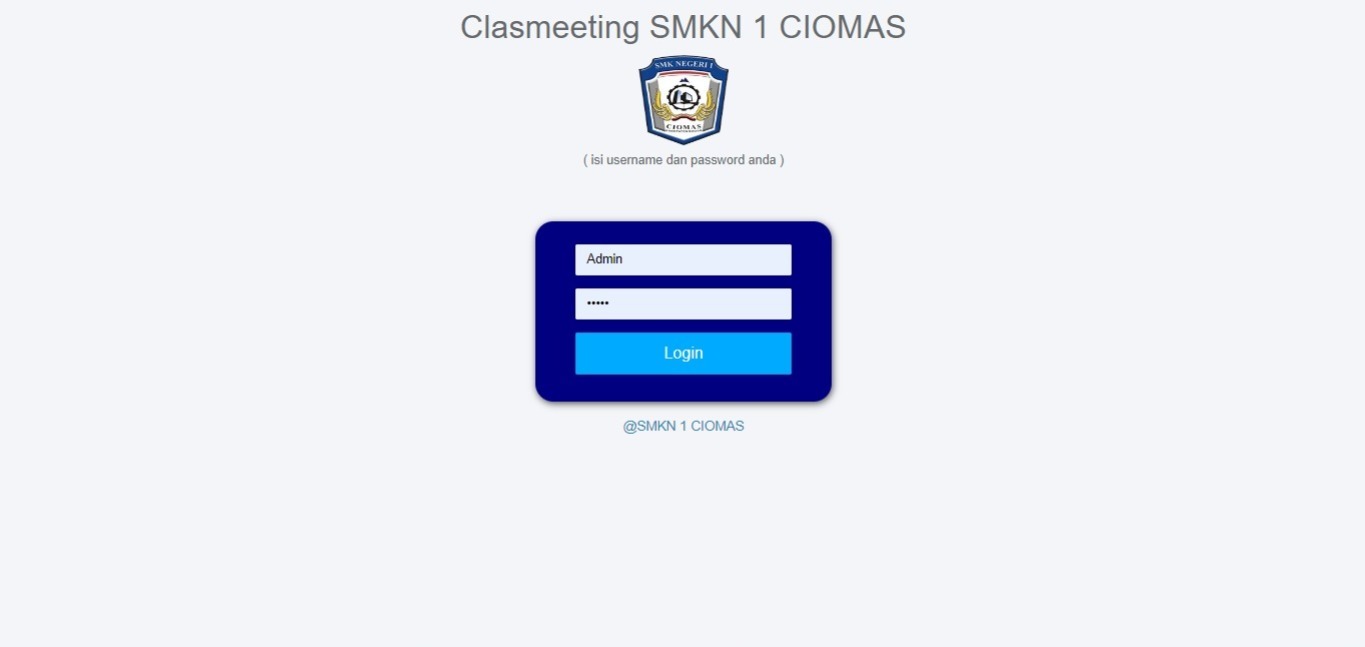 Clasmeeting SMKN 1 CIOMAS
SMK NEGERI 1
CIOMAS
( isi username dan password anda )
Admin
•••••
Login
@SMKN 1 CIOMAS